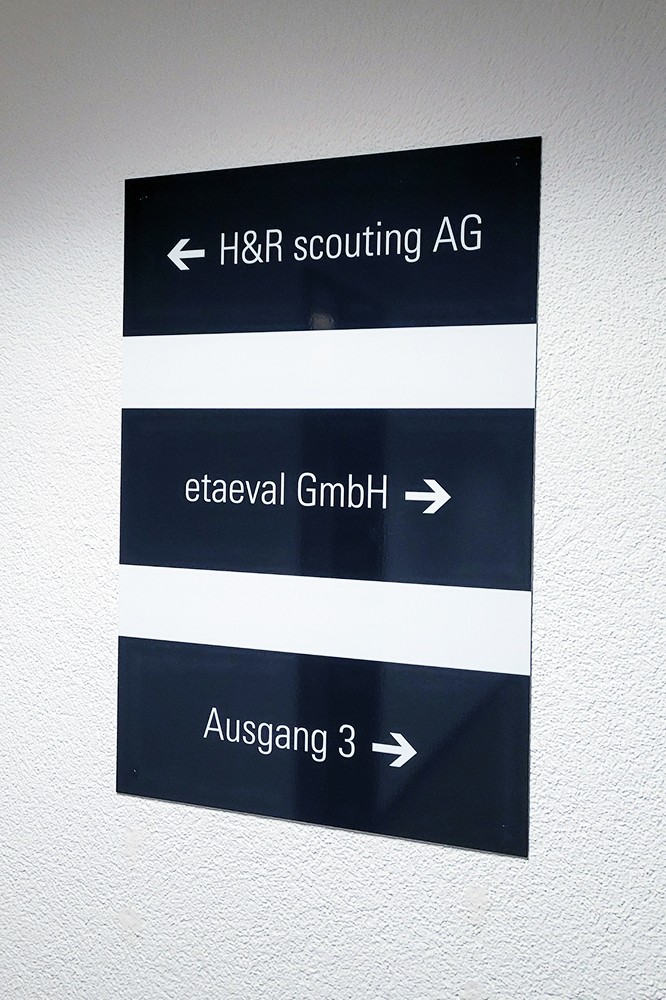 ← H&R scouting AG
etaeval GmbH →
Ausgang 3 →